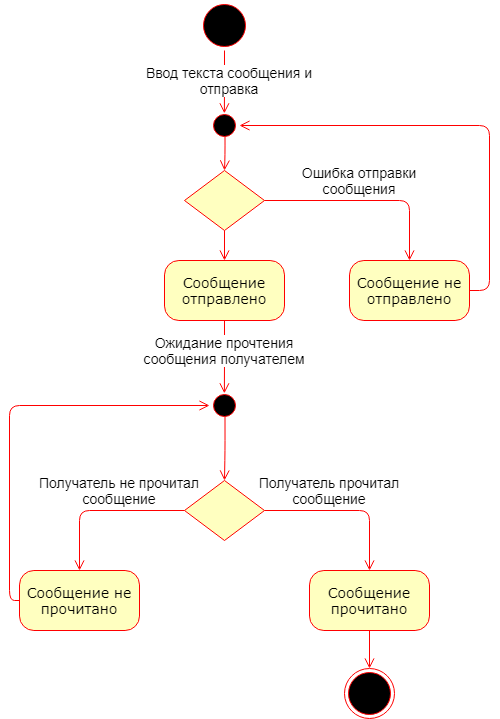 Ввод текста сообщения и
отправка
Ошибка отправки
сообщения
Сообщение
отправлено
Сообщение не
отправлено
Ожидание прочтения
сообщения получателем
Получатель не прочитал
сообщение
Получатель прочитал
сообщение
Сообщение не
прочитано
Сообщение
прочитано